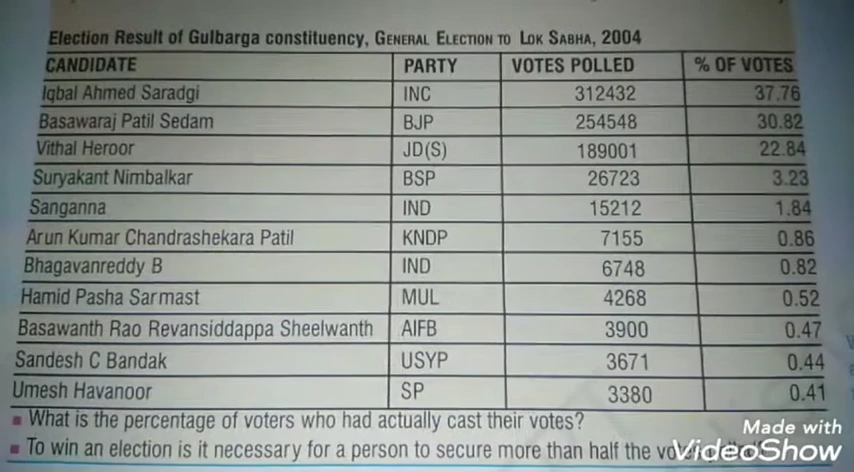 Election Result of Gulbarga constituency, GENERAL ELECTION TO LOK SABHA, 2004
CANDIDATE PARTY VOTES POLLED % OF VOTES
Iqbal Ahmed Saradgi INC 312432 37.76
Basawaraj Patil Sedam BJP 254548 30.82
Vithal Heroor JD(S) 189001 22.84
Suryakant Nimbalkar BSP 26723 3.23
Sanganna IND 15212 1.84
Arun Kumar Chandrashekara Patil KNDP 7155 0.86
Bhagavanreddy B IND 6748 0.82
Hamid Pasha Sarmast MUL 4268 0.52
Basawanth Rao Revansiddappa Sheelwanth AIFB 3900 0.47
Sandesh C Bandak USYP 3671 0.44
Umesh Havanoor SP 3380 0.41
▪ What is the percentage of voters who had actually cast their votes?
▪ To win an election is it necessary for a person to secure more than half the
Made with
VideoShow